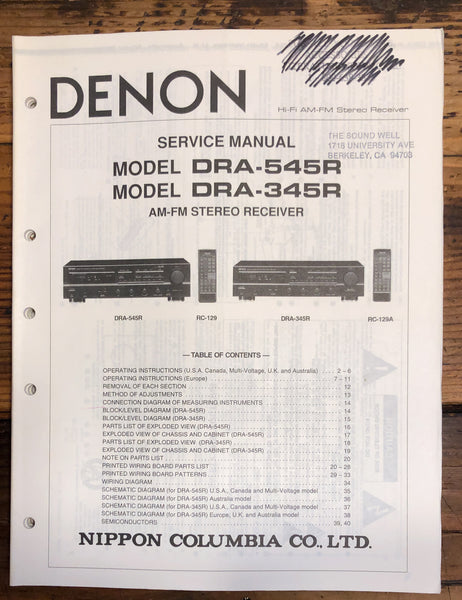 DENON
Hi-Fi AM-FM Stereo Receiver
SERVICE MANUAL
THE SOUND WELL
1718 UNIVERSITY AVE
BERKELEY, CA 94703
MODEL DRA-545R
MODEL DRA-345R
AM-FM STEREO RECEIVER
DRA-545R RC-129 DRA-345R RC-129A
— TABLE OF CONTENTS —
OPERATING INSTRUCTIONS (U.S.A. Canada, Multi-Voltage, U.K. and Australia) .... 2 – 6
OPERATING INSTRUCTIONS (Europe) .... 7 – 11
REMOVAL OF EACH SECTION .... 12
METHOD OF ADJUSTMENTS .... 13
CONNECTION DIAGRAM OF MEASURING INSTRUMENTS .... 14
BLOCK/LEVEL DIAGRAM (DRA-545R) .... 14
BLOCK/LEVEL DIAGRAM (DRA-345R) .... 15
PARTS LIST OF EXPLODED VIEW (DRA-545R) .... 16
EXPLODED VIEW OF CHASSIS AND CABINET (DRA-545R) .... 17
PARTS LIST OF EXPLODED VIEW (DRA-345R) .... 18
EXPLODED VIEW OF CHASSIS AND CABINET (DRA-345R) .... 19
NOTE ON PARTS LIST .... 20
PRINTED WIRING BOARD PARTS LIST .... 20 – 28
PRINTED WIRING BOARD PATTERNS .... 29 – 33
WIRING DIAGRAM .... 34
SCHEMATIC DIAGRAM (for DRA-545R) U.S.A., Canada and Multi-Voltage model .... 35
SCHEMATIC DIAGRAM (for DRA-545R) Australia model .... 36
SCHEMATIC DIAGRAM (for DRA-345R) U.S.A., Canada and Multi-Voltage model .... 37
SCHEMATIC DIAGRAM (for DRA-345R) Europe, U.K. and Australia model .... 38
SEMICONDUCTORS .... 39, 40
NIPPON COLUMBIA CO., LTD.